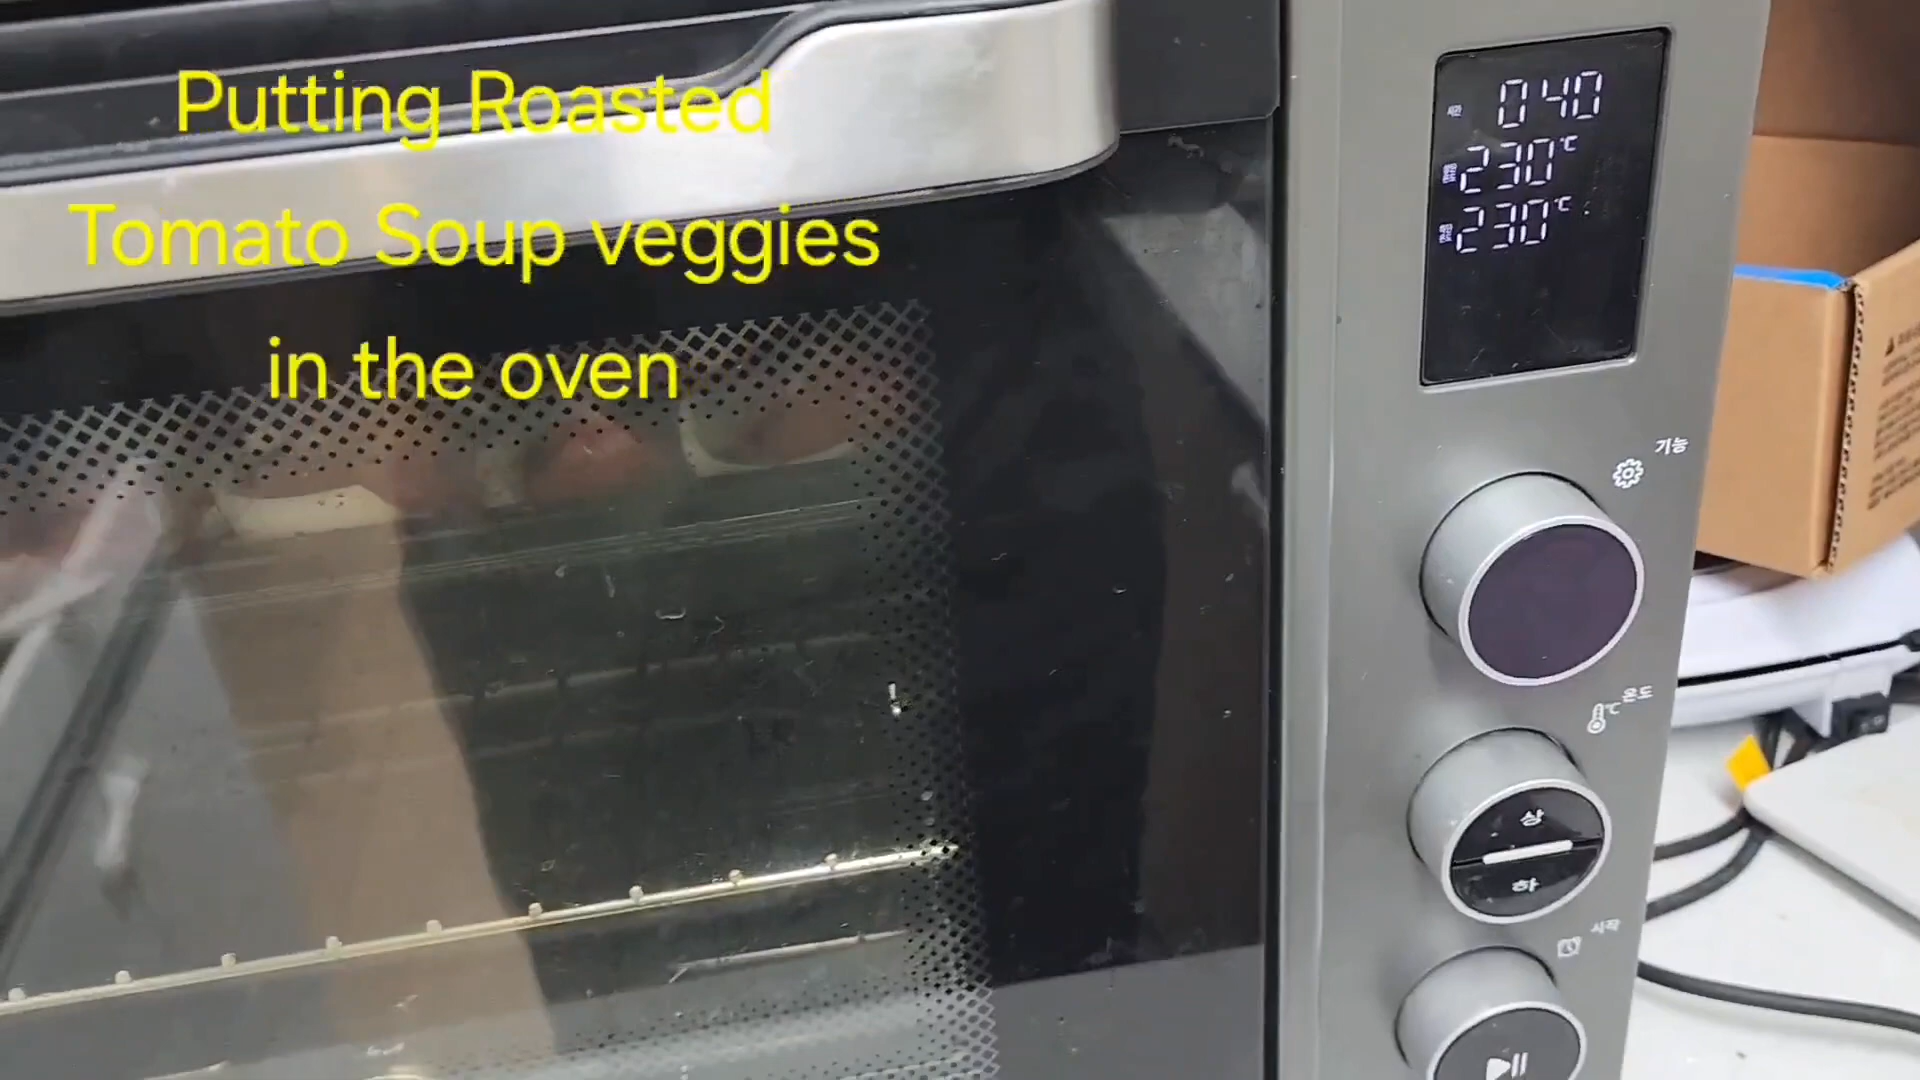 Putting Roasted
Tomato Soup veggies
in the oven
040
230°C
230°C
기능
°C 온도
상
하
시작